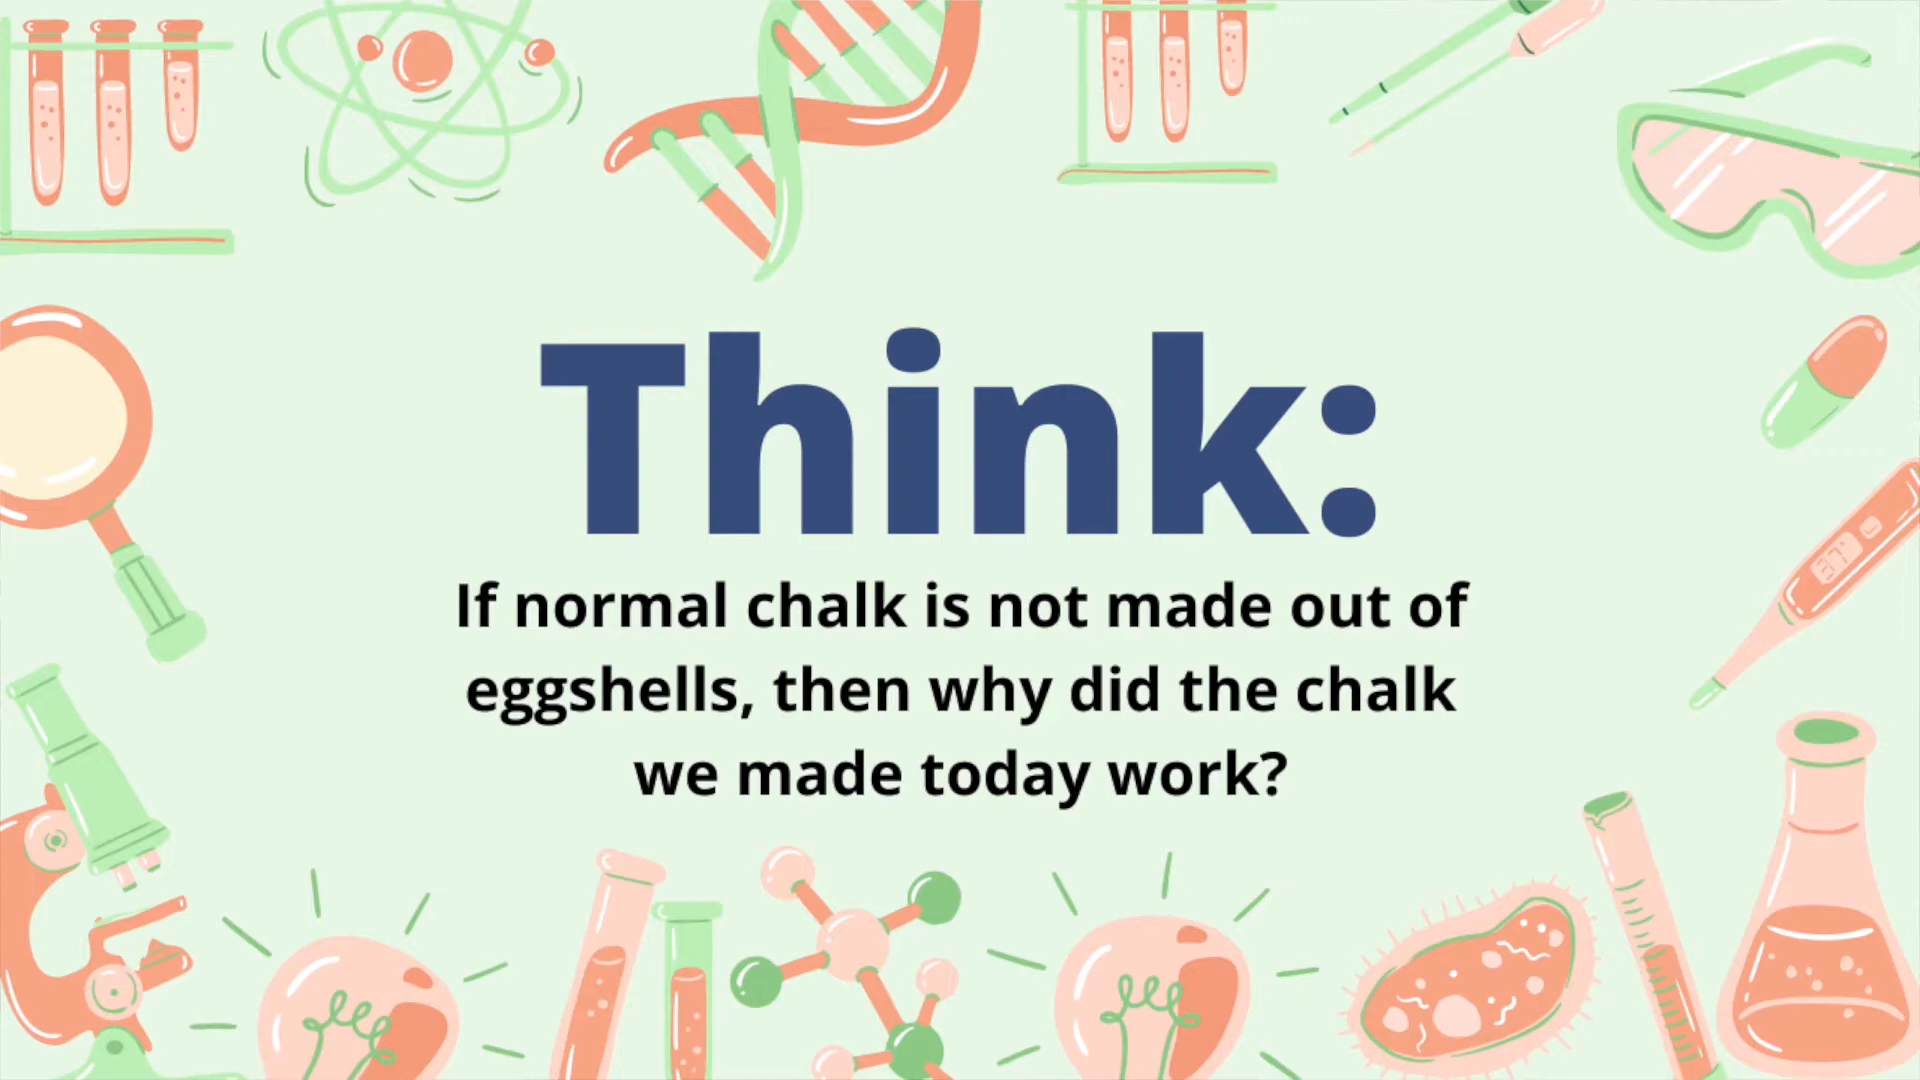 Think:
If normal chalk is not made out of
eggshells, then why did the chalk
we made today work?